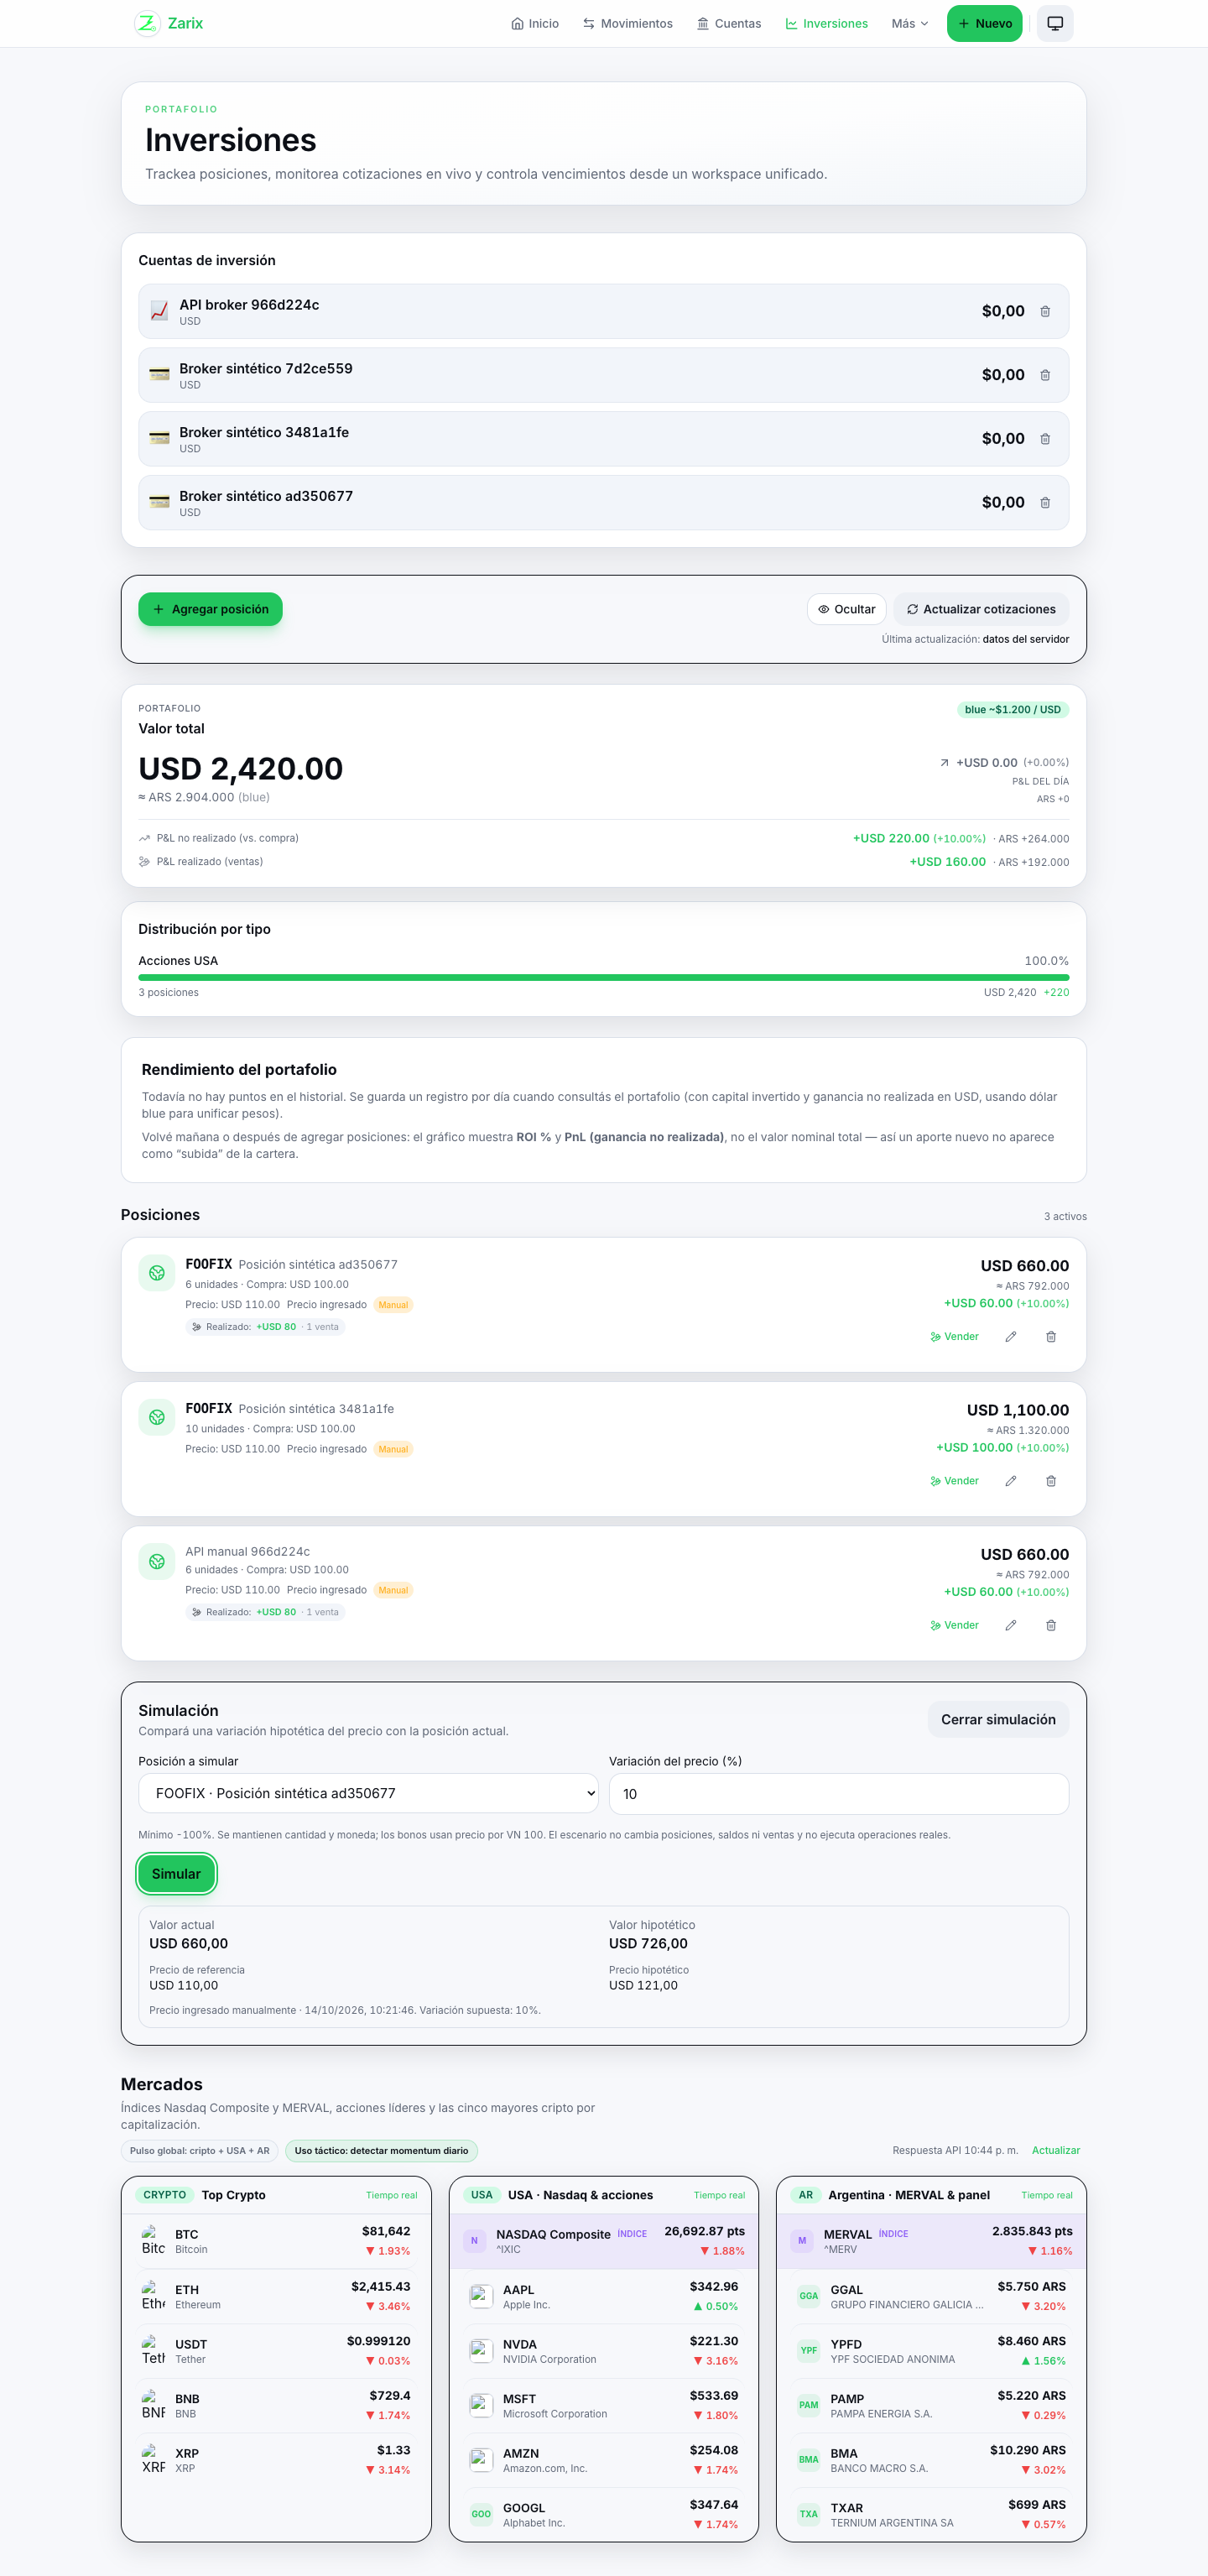 Zarix
Inicio
Movimientos
Cuentas
Inversiones
Más
Nuevo
PORTAFOLIO
Inversiones
Trackea posiciones, monitorea cotizaciones en vivo y controla vencimientos desde un workspace unificado.
Cuentas de inversión
API broker 966d224c
USD
$0,00
Broker sintético 7d2ce559
USD
$0,00
Broker sintético 3481a1fe
USD
$0,00
Broker sintético ad350677
USD
$0,00
Agregar posición
Ocultar
Actualizar cotizaciones
Última actualización: datos del servidor
PORTAFOLIO
blue ~$1.200 / USD
Valor total
USD 2,420.00
+USD 0.00 (+0.00%)
≈ ARS 2.904.000 (blue)
P&L DEL DÍA
ARS +0
P&L no realizado (vs. compra)
+USD 220.00 (+10.00%) · ARS +264.000
P&L realizado (ventas)
+USD 160.00 · ARS +192.000
Distribución por tipo
Acciones USA
100.0%
3 posiciones
USD 2,420 +220
Rendimiento del portafolio
Todavía no hay puntos en el historial. Se guarda un registro por día cuando consultás el portafolio (con capital invertido y ganancia no realizada en USD, usando dólar
blue para unificar pesos).
Volvé mañana o después de agregar posiciones: el gráfico muestra ROI % y PnL (ganancia no realizada), no el valor nominal total — así un aporte nuevo no aparece
como “subida” de la cartera.
Posiciones
3 activos
FOOFIX Posición sintética ad350677
6 unidades · Compra: USD 100.00
Precio: USD 110.00 Precio ingresado Manual
Realizado: +USD 80 · 1 venta
USD 660.00
≈ ARS 792.000
+USD 60.00 (+10.00%)
Vender
FOOFIX Posición sintética 3481a1fe
10 unidades · Compra: USD 100.00
Precio: USD 110.00 Precio ingresado Manual
USD 1,100.00
≈ ARS 1.320.000
+USD 100.00 (+10.00%)
Vender
API manual 966d224c
6 unidades · Compra: USD 100.00
Precio: USD 110.00 Precio ingresado Manual
Realizado: +USD 80 · 1 venta
USD 660.00
≈ ARS 792.000
+USD 60.00 (+10.00%)
Vender
Simulación
Compará una variación hipotética del precio con la posición actual.
Cerrar simulación
Posición a simular
Variación del precio (%)
FOOFIX · Posición sintética ad350677
10
Mínimo -100%. Se mantienen cantidad y moneda; los bonos usan precio por VN 100. El escenario no cambia posiciones, saldos ni ventas y no ejecuta operaciones reales.
Simular
Valor actual
USD 660,00
Valor hipotético
USD 726,00
Precio de referencia
USD 110,00
Precio hipotético
USD 121,00
Precio ingresado manualmente · 14/10/2026, 10:21:46. Variación supuesta: 10%.
Mercados
Índices Nasdaq Composite y MERVAL, acciones líderes y las cinco mayores cripto por
capitalización.
Pulso global: cripto + USA + AR
Uso táctico: detectar momentum diario
Respuesta API 10:44 p. m.
Actualizar
CRYPTO Top Crypto Tiempo real
Bitc BTC $81,642
Bitcoin ▼ 1.93%
Ethe ETH $2,415.43
Ethereum ▼ 3.46%
Teth USDT $0.999120
Tether ▼ 0.03%
BNB BNB $729.4
BNB ▼ 1.74%
XRP XRP $1.33
XRP ▼ 3.14%
USA USA · Nasdaq & acciones Tiempo real
N NASDAQ Composite ÍNDICE 26,692.87 pts
^IXIC ▼ 1.88%
AAPL $342.96
Apple Inc. ▲ 0.50%
NVDA $221.30
NVIDIA Corporation ▼ 3.16%
MSFT $533.69
Microsoft Corporation ▼ 1.80%
AMZN $254.08
Amazon.com, Inc. ▼ 1.74%
GOO GOOGL $347.64
Alphabet Inc. ▼ 1.74%
AR Argentina · MERVAL & panel Tiempo real
M MERVAL ÍNDICE 2.835.843 pts
^MERV ▼ 1.16%
GGA GGAL $5.750 ARS
GRUPO FINANCIERO GALICIA ... ▼ 3.20%
YPF YPFD $8.460 ARS
YPF SOCIEDAD ANONIMA ▲ 1.56%
PAM PAMP $5.220 ARS
PAMPA ENERGIA S.A. ▼ 0.29%
BMA BMA $10.290 ARS
BANCO MACRO S.A. ▼ 3.02%
TXA TXAR $699 ARS
TERNIUM ARGENTINA SA ▼ 0.57%